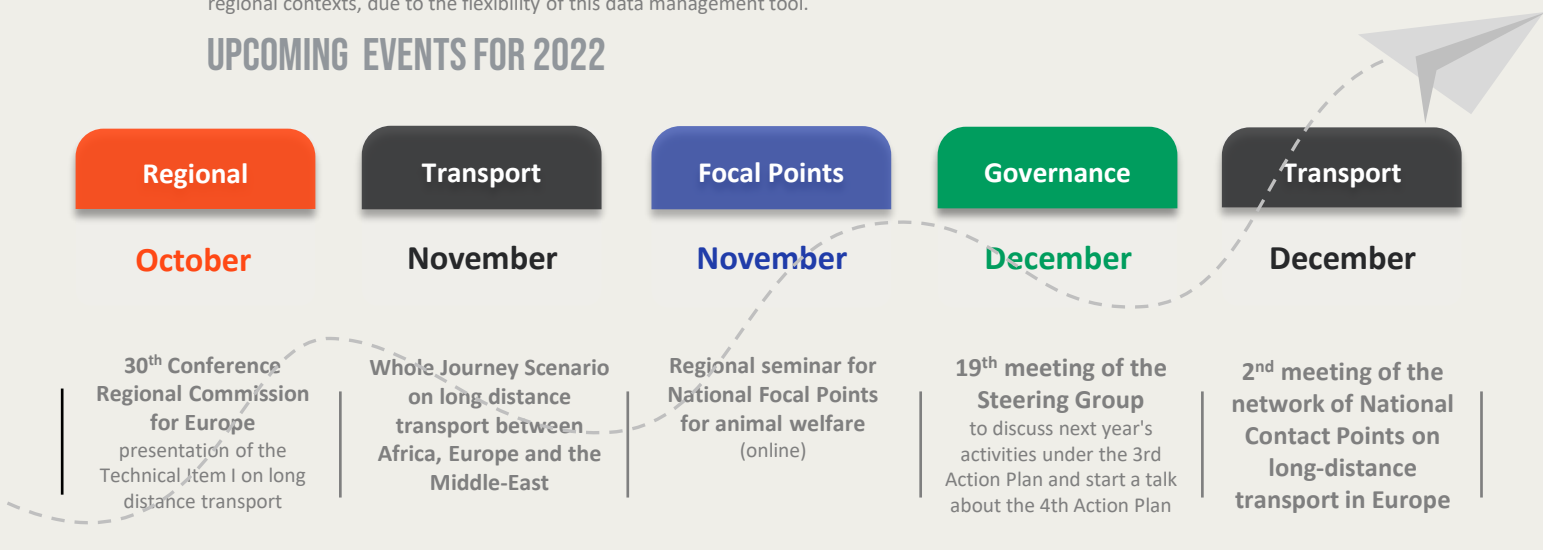 regional contexts, due to the flexibility of this data management tool.
UPCOMING EVENTS FOR 2022
Regional
October
30th Conference
Regional Commission
for Europe
presentation of the
Technical Item I on long
distance transport
Transport
November
Whole Journey Scenario
on long distance
transport between
Africa, Europe and the
Middle-East
Focal Points
November
Regional seminar for
National Focal Points
for animal welfare
(online)
Governance
December
19th meeting of the
Steering Group
to discuss next year's
activities under the 3rd
Action Plan and start a talk
about the 4th Action Plan
Transport
December
2nd meeting of the
network of National
Contact Points on
long-distance
transport in Europe